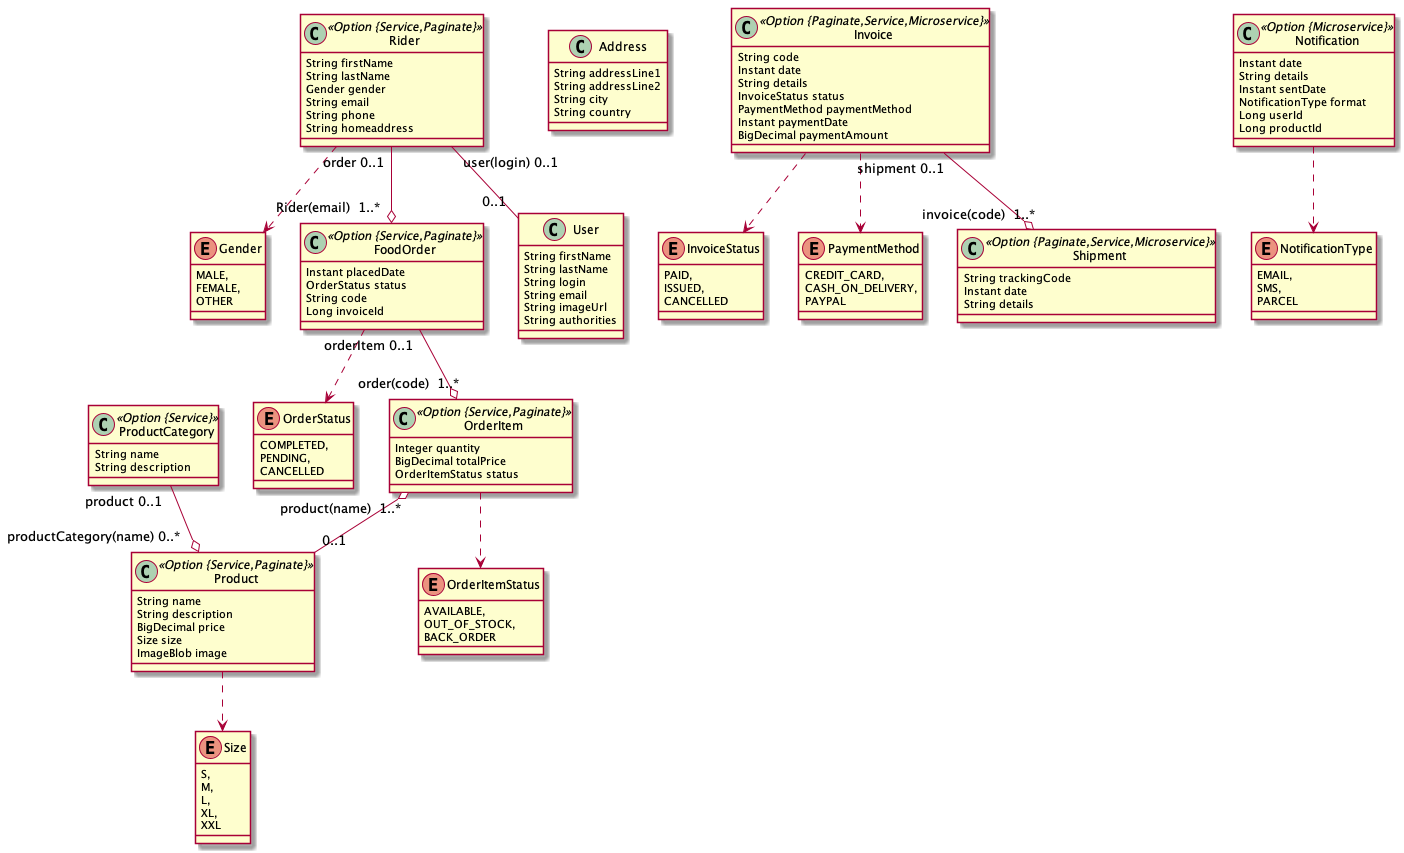 C «Option {Service,Paginate}»
Rider
String firstName
String lastName
Gender gender
String email
String phone
String homeaddress
C Address
String addressLine1
String addressLine2
String city
String country
C «Option {Paginate,Service,Microservice}»
Invoice
String code
Instant date
String details
InvoiceStatus status
PaymentMethod paymentMethod
Instant paymentDate
BigDecimal paymentAmount
C «Option {Microservice}»
Notification
Instant date
String details
Instant sentDate
NotificationType format
Long userId
Long productId
order 0..1
user(login) 0..1
shipment 0..1
Rider(email) 1..*
0..1
invoice(code) 1..*
E Gender
MALE,
FEMALE,
OTHER
C «Option {Service,Paginate}»
FoodOrder
Instant placedDate
OrderStatus status
String code
Long invoiceId
C User
String firstName
String lastName
String login
String email
String imageUrl
String authorities
E InvoiceStatus
PAID,
ISSUED,
CANCELLED
E PaymentMethod
CREDIT_CARD,
CASH_ON_DELIVERY,
PAYPAL
C «Option {Paginate,Service,Microservice}»
Shipment
String trackingCode
Instant date
String details
E NotificationType
EMAIL,
SMS,
PARCEL
orderItem 0..1
order(code) 1..*
C «Option {Service}»
ProductCategory
String name
String description
E OrderStatus
COMPLETED,
PENDING,
CANCELLED
C «Option {Service,Paginate}»
OrderItem
Integer quantity
BigDecimal totalPrice
OrderItemStatus status
product 0..1
product(name) 1..*
productCategory(name) 0..*
0..1
C «Option {Service,Paginate}»
Product
String name
String description
BigDecimal price
Size size
ImageBlob image
E OrderItemStatus
AVAILABLE,
OUT_OF_STOCK,
BACK_ORDER
E Size
S,
M,
L,
XL,
XXL